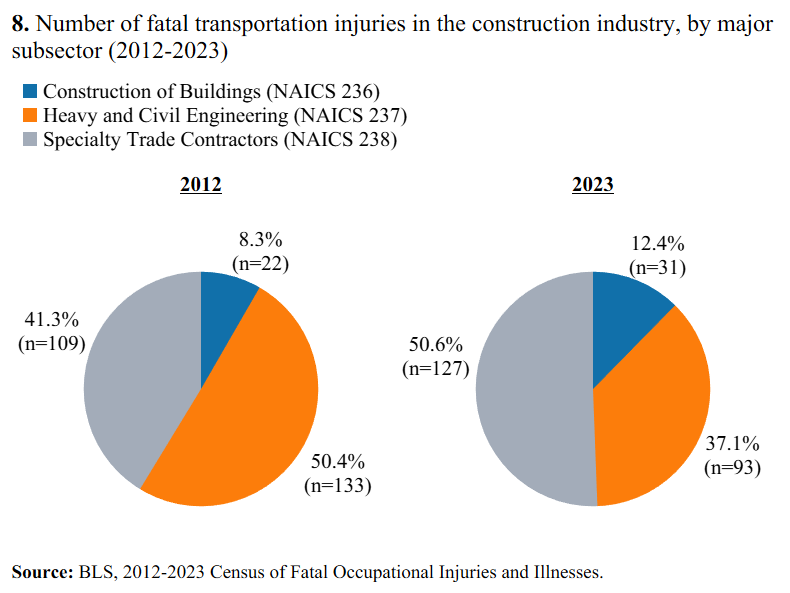 8. Number of fatal transportation injuries in the construction industry, by major
subsector (2012-2023)
Construction of Buildings (NAICS 236)
Heavy and Civil Engineering (NAICS 237)
Specialty Trade Contractors (NAICS 238)
2012
8.3%
(n=22)
41.3%
(n=109)
50.4%
(n=133)
2023
12.4%
(n=31)
50.6%
(n=127)
37.1%
(n=93)
Source: BLS, 2012-2023 Census of Fatal Occupational Injuries and Illnesses.